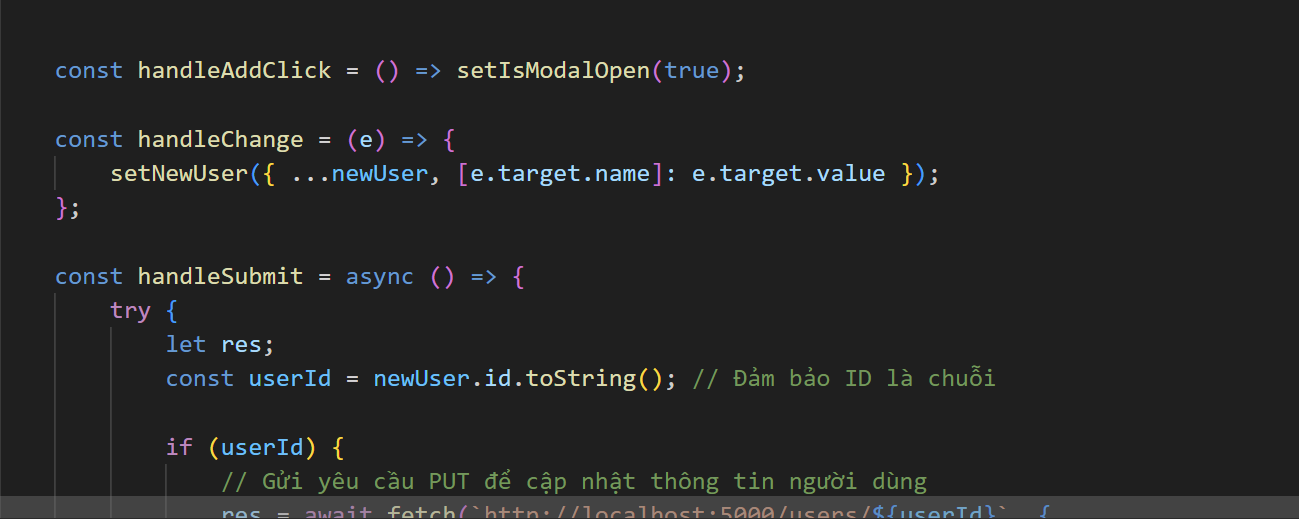 const handleAddClick = () => setIsModalOpen(true);
const handleChange = (e) => {
setNewUser({ ...newUser, [e.target.name]: e.target.value });
};
const handleSubmit = async () => {
try {
let res;
const userId = newUser.id.toString(); // Đảm bảo ID là chuỗi
if (userId) {
// Gửi yêu cầu PUT để cập nhật thông tin người dùng
res = await fetch(`http://localhost:5000/users/${userId}`, {